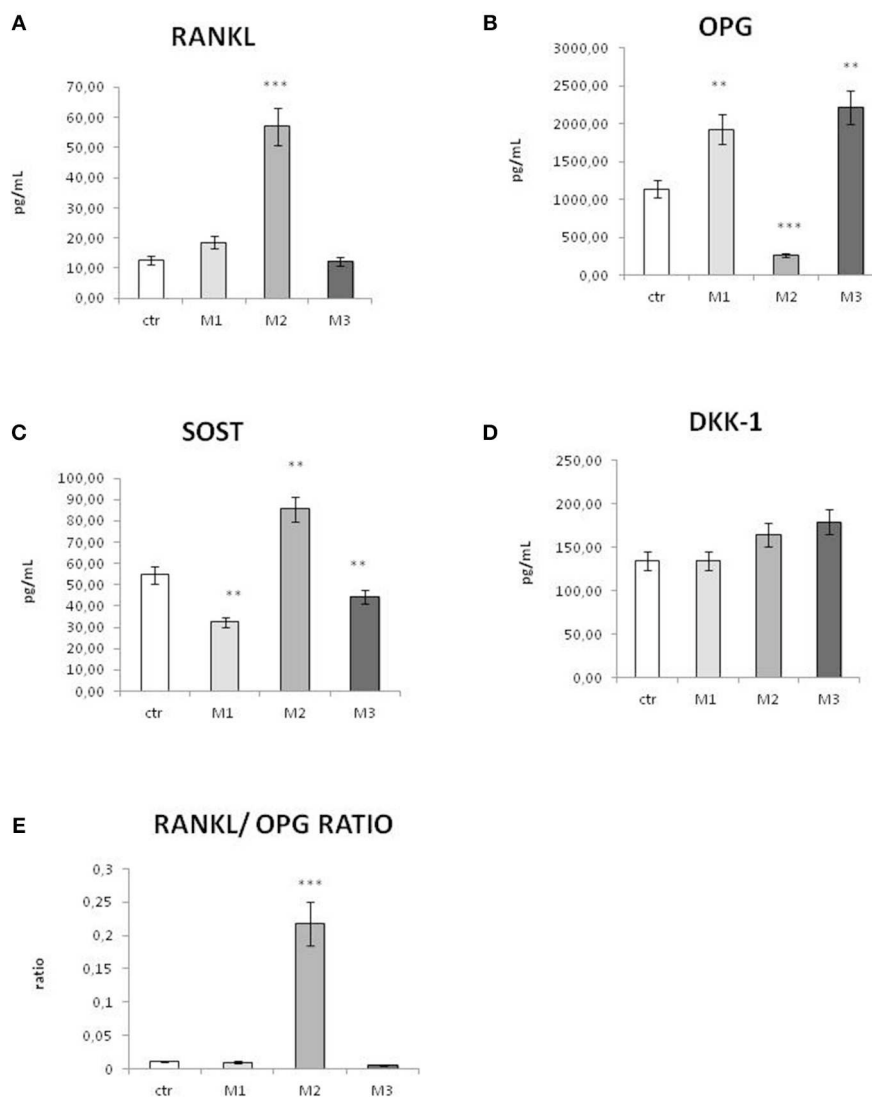 A
RANKL
70,00
60,00
50,00
40,00
30,00
20,00
10,00
0,00
pg/mL
***
ctr M1 M2 M3
B
OPG
3000,00
2500,00
2000,00
1500,00
1000,00
500,00
0,00
pg/mL
** *** **
ctr M1 M2 M3
C
SOST
100,00
90,00
80,00
70,00
60,00
50,00
40,00
30,00
20,00
10,00
0,00
pg/mL
** ** **
ctr M1 M2 M3
D
DKK-1
250,00
200,00
150,00
100,00
50,00
0,00
pg/mL
ctr M1 M2 M3
E
RANKL/ OPG RATIO
0,3
0,25
0,2
0,15
0,1
0,05
0
ratio
***
ctr M1 M2 M3